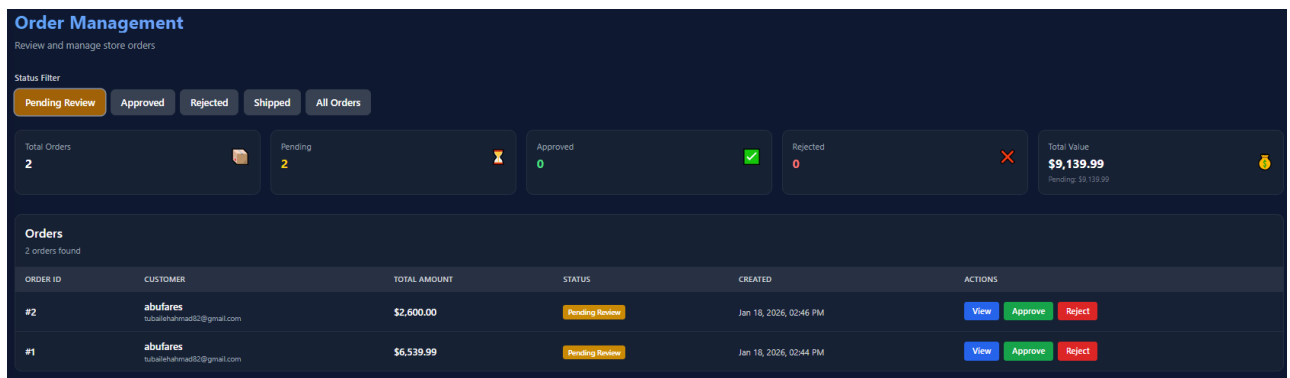 Order Management
Review and manage store orders
Status Filter
Pending Review Approved Rejected Shipped All Orders
Total Orders Pending Approved Rejected Total Value
2 2 0 0 $9,139.99
Pending: $9,139.99
Orders
2 orders found
ORDER ID CUSTOMER TOTAL AMOUNT STATUS CREATED ACTIONS
#2 abufares $2,600.00 Pending Review Jan 18, 2026, 02:46 PM View Approve Reject
tubailehahmad82@gmail.com
#1 abufares $6,539.99 Pending Review Jan 18, 2026, 02:44 PM View Approve Reject
tubailehahmad82@gmail.com